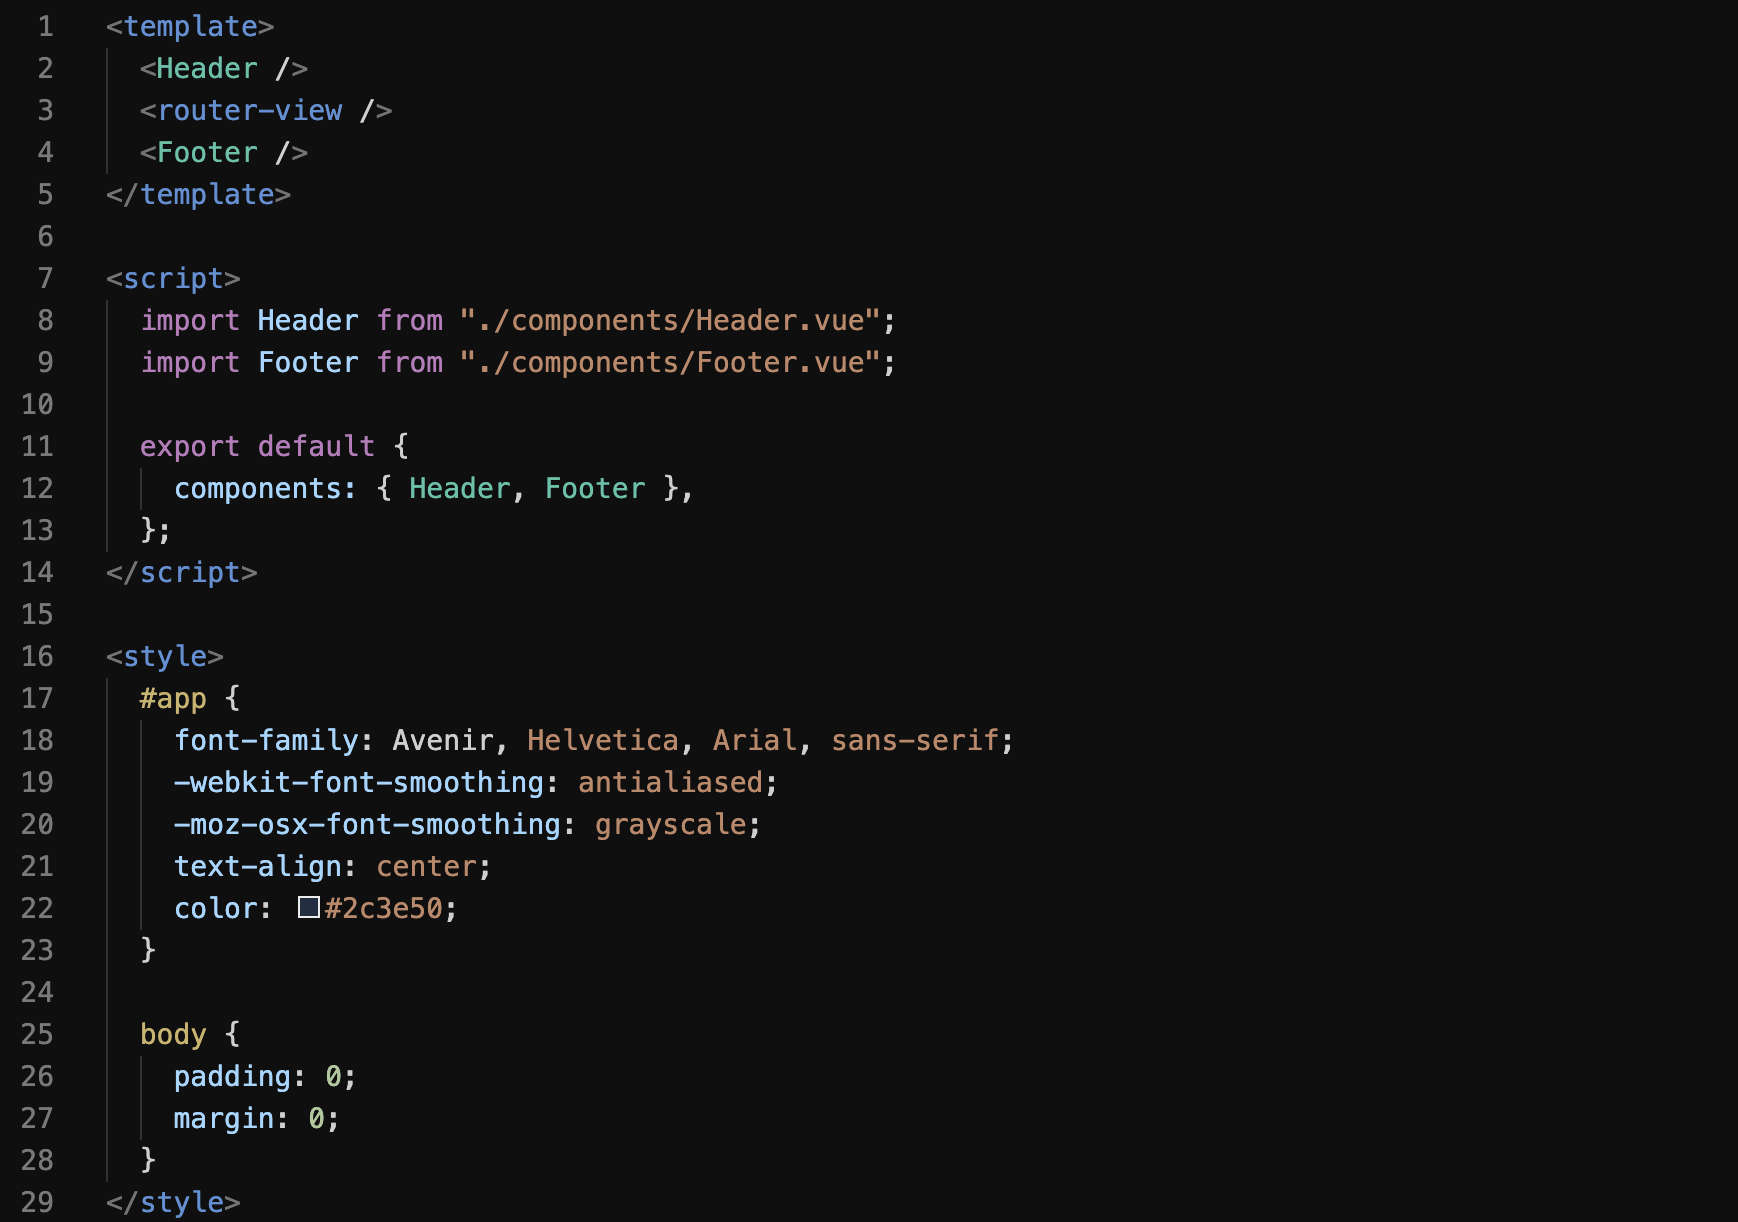 1 <template>
2   <Header />
3   <router-view />
4   <Footer />
5 </template>
6
7 <script>
8   import Header from "./components/Header.vue";
9   import Footer from "./components/Footer.vue";
10
11   export default {
12     components: { Header, Footer },
13   };
14 </script>
15
16 <style>
17   #app {
18     font-family: Avenir, Helvetica, Arial, sans-serif;
19     -webkit-font-smoothing: antialiased;
20     -moz-osx-font-smoothing: grayscale;
21     text-align: center;
22     color: #2c3e50;
23   }
24
25   body {
26     padding: 0;
27     margin: 0;
28   }
29 </style>